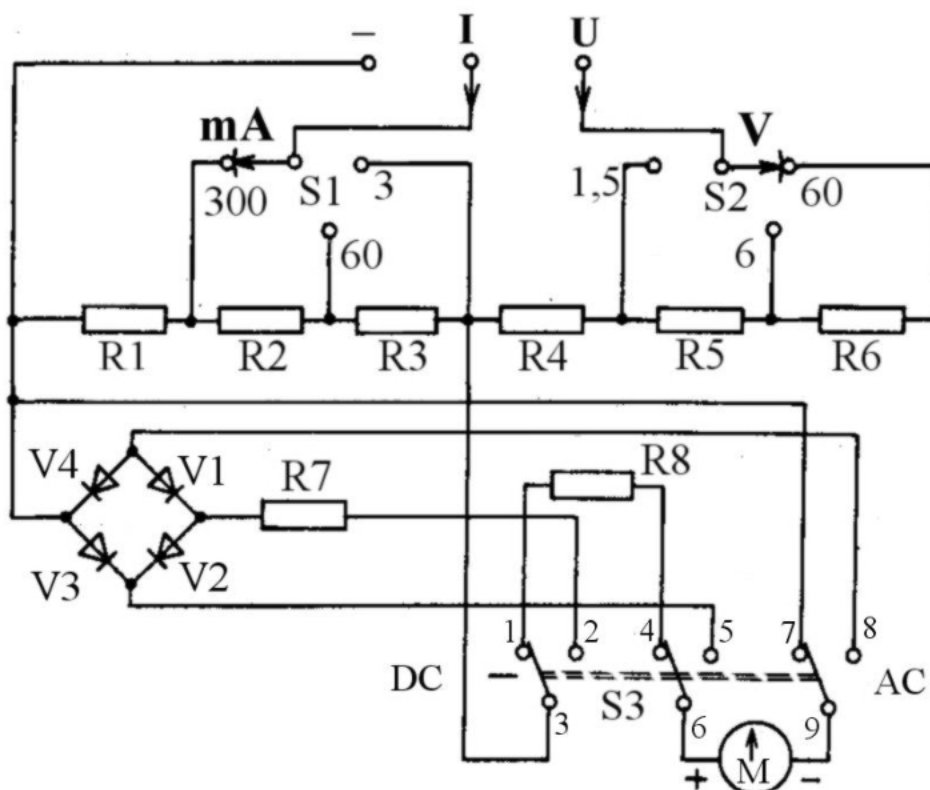 – I U
mA V
300 S1 3 1,5 S2 60
60 6
R1 R2 R3 R4 R5 R6
V4 V1 R7 R8
V3 V2
1 2 4 5 7 8
DC – S3 AC
3 6 9
+ M –